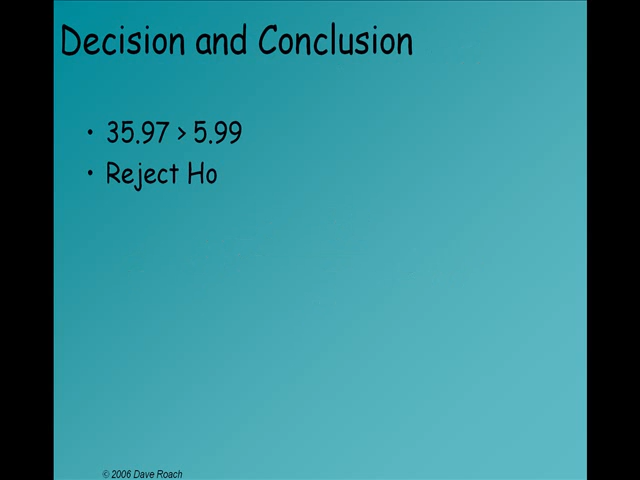 Decision and Conclusion
• 35.97 > 5.99
• Reject Ho
© 2006 Dave Roach